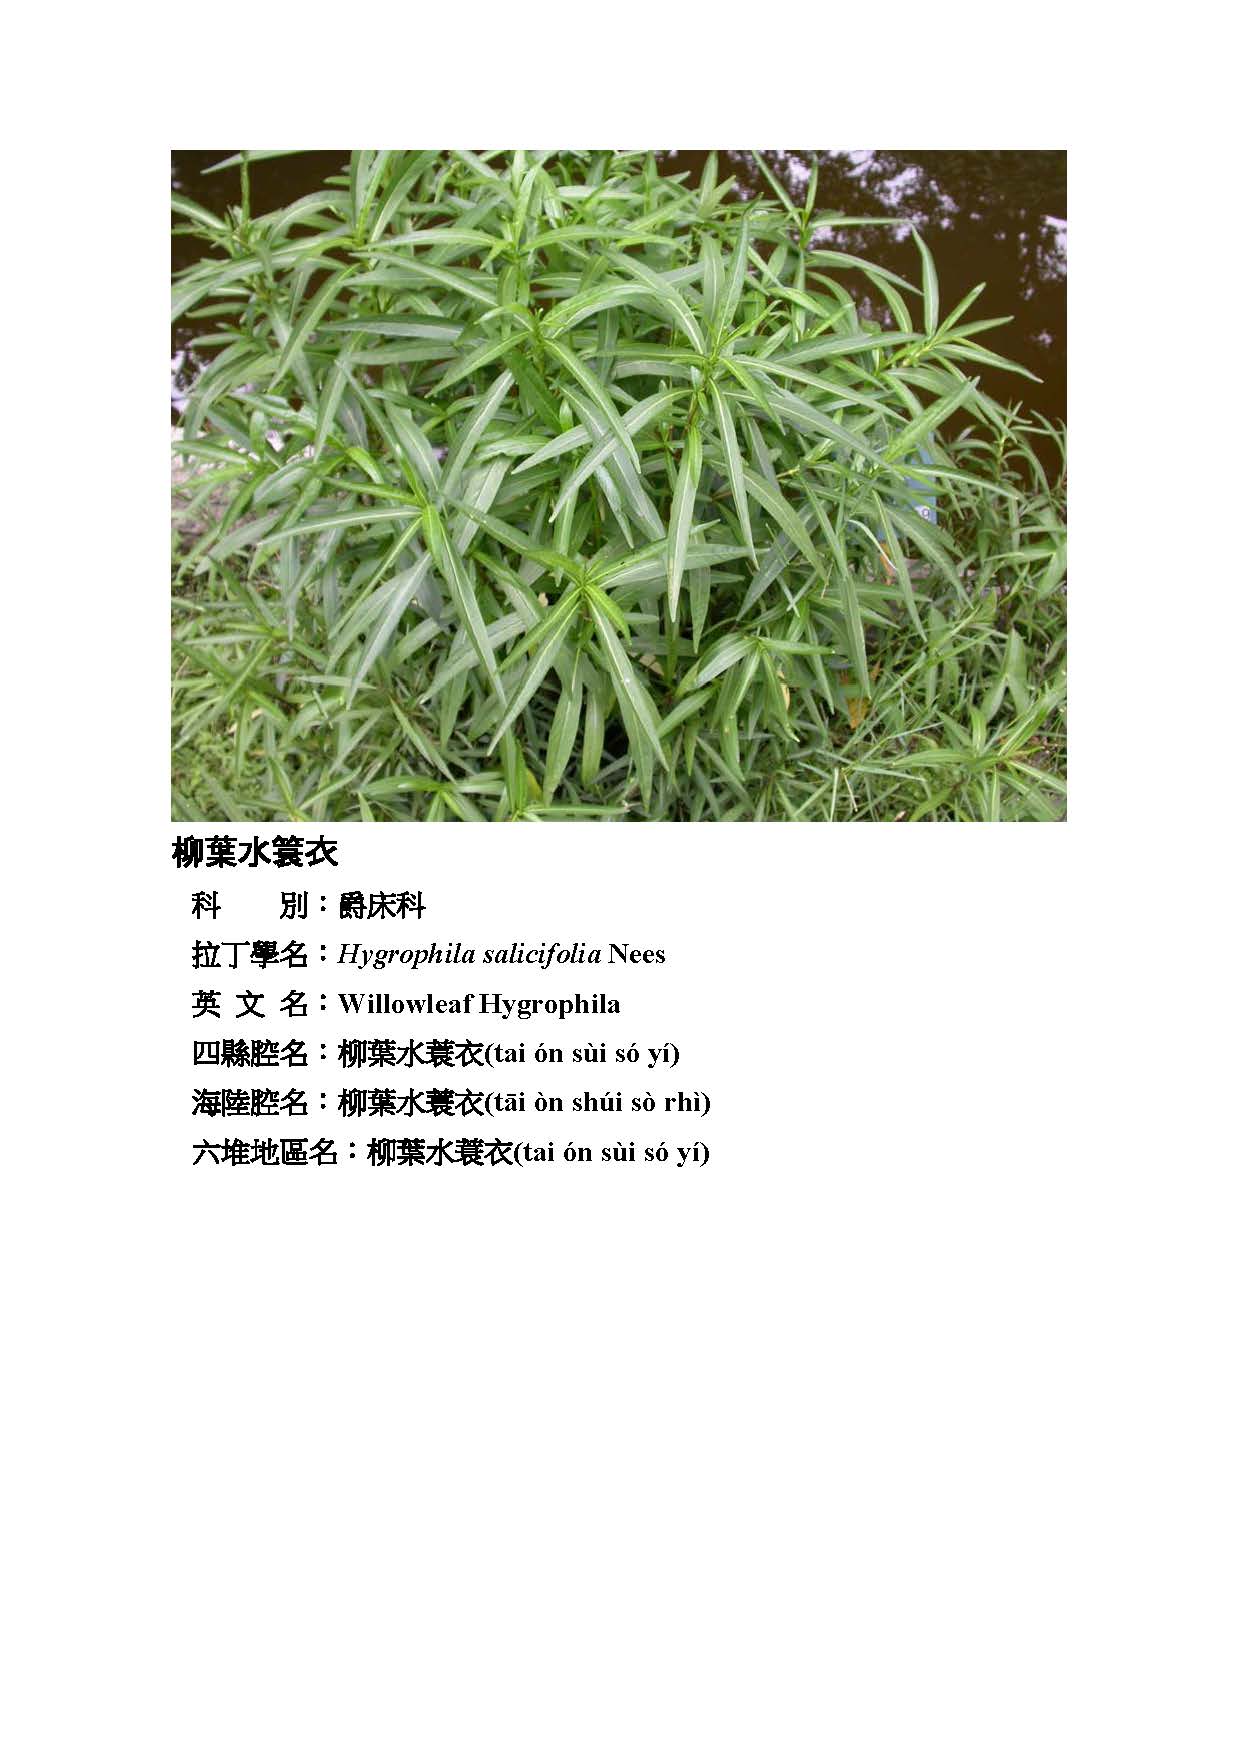 柳葉水簑衣
科　　別：爵床科
拉丁學名：Hygrophila salicifolia Nees
英 文 名：Willowleaf Hygrophila
四縣腔名：柳葉水蓑衣(tai ón sùi só yí)
海陸腔名：柳葉水蓑衣(tāi òn shúi sò rhì)
六堆地區名：柳葉水蓑衣(tai ón sùi só yí)